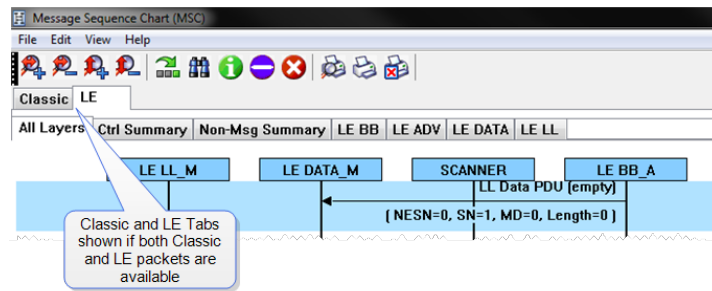 Message Sequence Chart (MSC)
File Edit View Help
Classic LE
All Layers Ctrl Summary Non-Msg Summary LE BB LE ADV LE DATA LE LL
LE LL_M LE DATA_M SCANNER LE BB_A
LL Data PDU (empty)
( NESN=0, SN=1, MD=0, Length=0 )
Classic and LE Tabs
shown if both Classic
and LE packets are
available